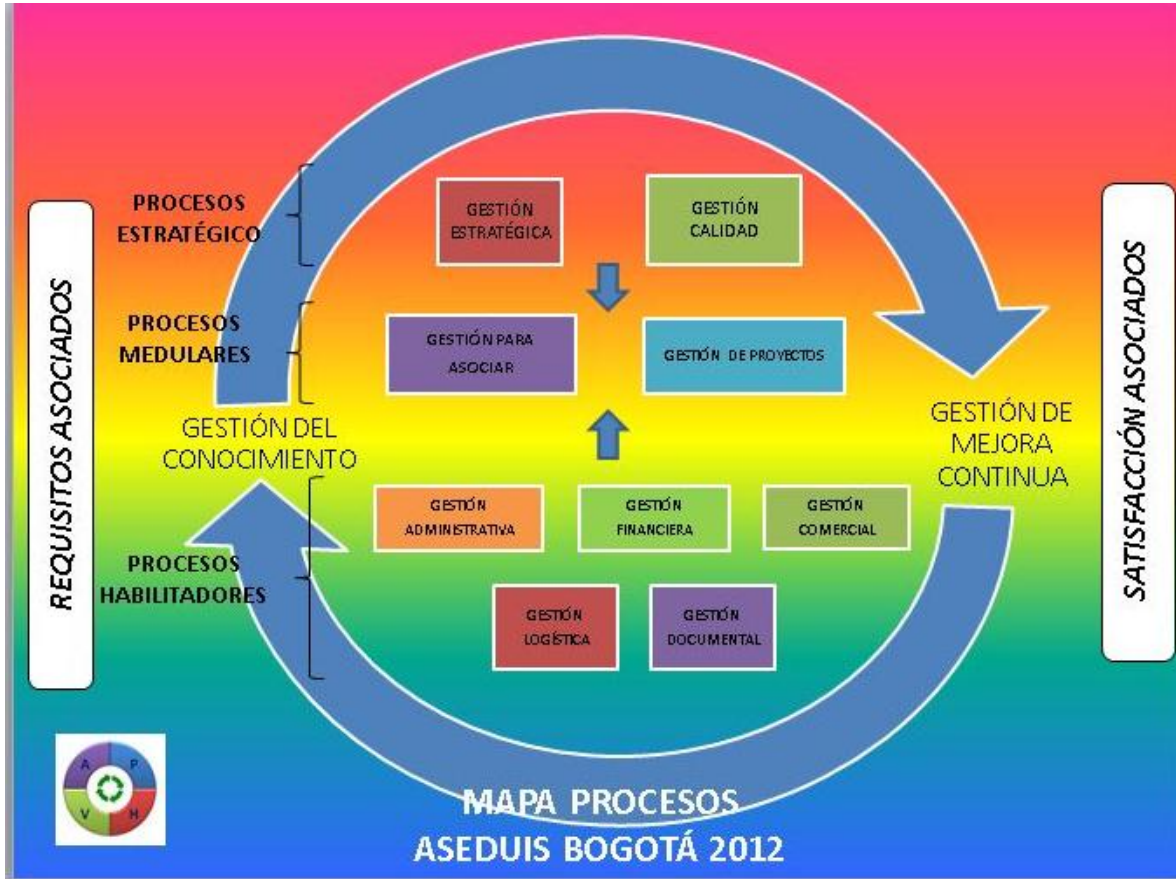 PROCESOS
ESTRATÉGICO
GESTIÓN
ESTRATÉGICA
GESTIÓN
CALIDAD
REQUISITOS ASOCIADOS
SATISFACCIÓN ASOCIADOS
PROCESOS
MEDULARES
GESTIÓN PARA
ASOCIAR
GESTIÓN DE PROYECTOS
GESTIÓN DEL
CONOCIMIENTO
GESTIÓN DE
MEJORA
CONTINUA
PROCESOS
HABILITADORES
GESTIÓN
ADMINISTRATIVA
GESTIÓN
FINANCIERA
GESTIÓN
COMERCIAL
GESTIÓN
LOGÍSTICA
GESTIÓN
DOCUMENTAL
A P
V H
MAPA PROCESOS
ASEDUIS BOGOTÁ 2012